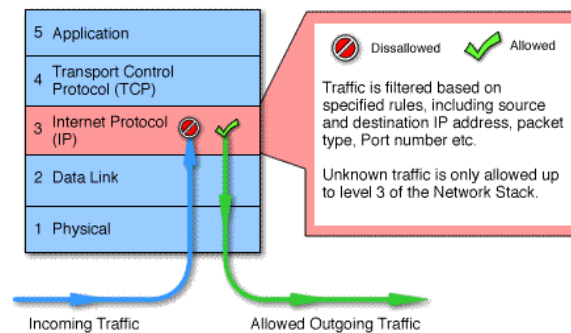 5 Application
4 Transport Control
Protocol (TCP)
3 Internet Protocol
(IP)
2 Data Link
1 Physical
Incoming Traffic
Allowed Outgoing Traffic
Dissallowed
Allowed
Traffic is filtered based on
specified rules, including source
and destination IP address, packet
type, Port number etc.
Unknown traffic is only allowed up
to level 3 of the Network Stack.